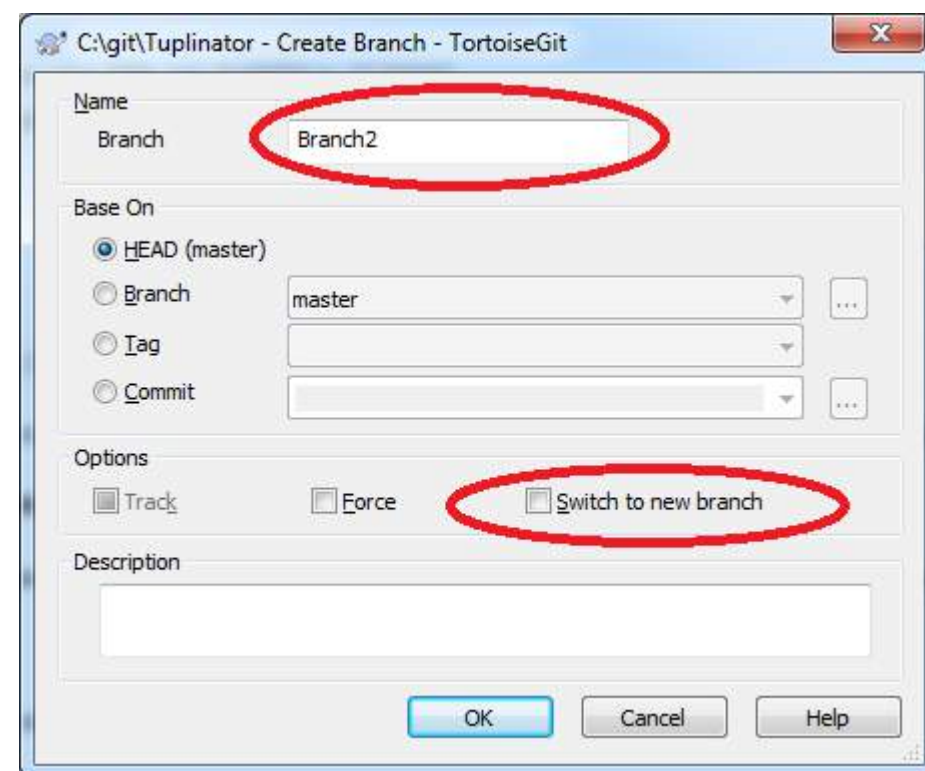 C:\git\Tuplinator - Create Branch - TortoiseGit
Name
Branch Branch2
Base On
HEAD (master)
Branch master ...
Tag
Commit ...
Options
Track Force Switch to new branch
Description
OK Cancel Help